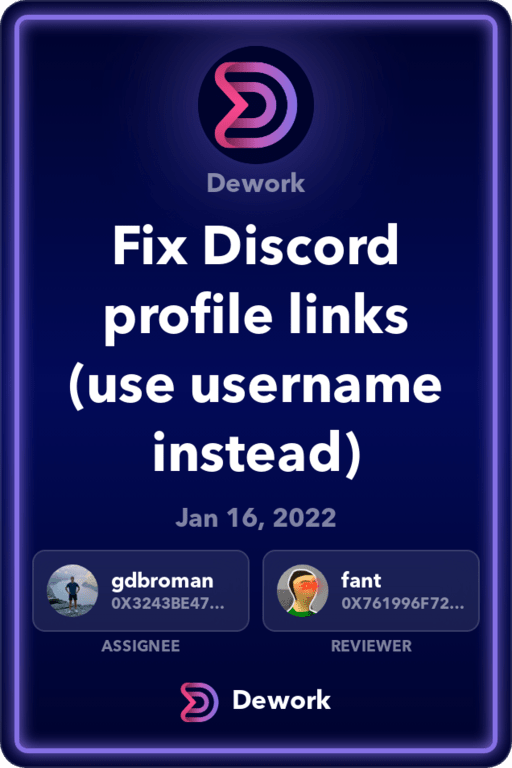 Dework
Fix Discord
profile links
(use username
instead)
Jan 16, 2022
gdbroman
0X3243BE47...
ASSIGNEE
fant
0X761996F72...
REVIEWER
Dework